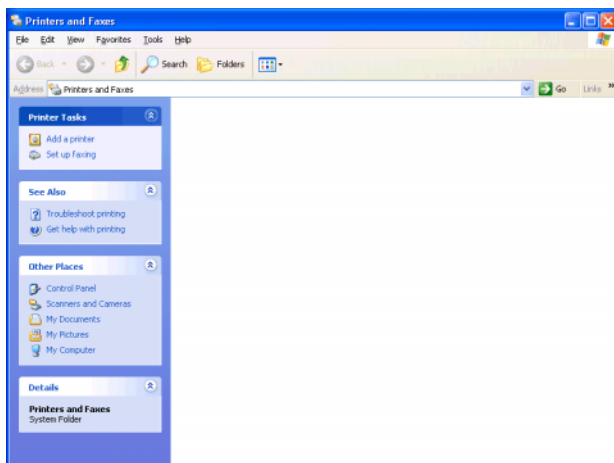 Printers and Faxes
File Edit View Favorites Tools Help
Back Search Folders
Address Printers and Faxes Go Links »
Printer Tasks
Add a printer
Set up faxing
See Also
Troubleshoot printing
Get help with printing
Other Places
Control Panel
Scanners and Cameras
My Documents
My Pictures
My Computer
Details
Printers and Faxes
System Folder